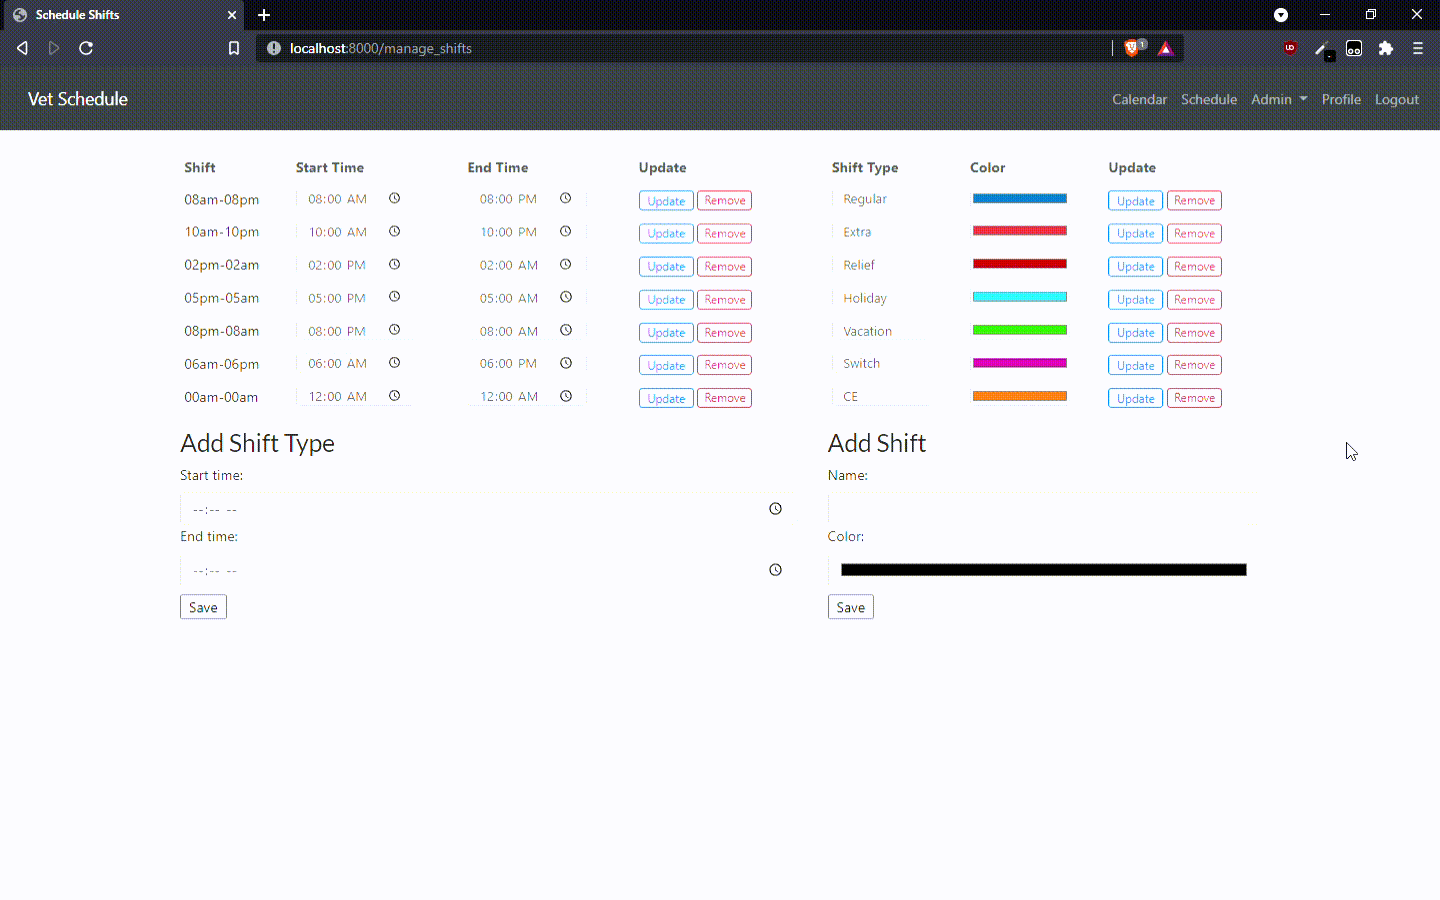 Schedule Shifts
localhost:8000/manage_shifts
1
UD
Vet Schedule
Calendar Schedule Admin Profile Logout
Shift Start Time End Time Update Shift Type Color Update
08am-08pm 08:00 AM 08:00 PM Update Remove Regular Update Remove
10am-10pm 10:00 AM 10:00 PM Update Remove Extra Update Remove
02pm-02am 02:00 PM 02:00 AM Update Remove Relief Update Remove
05pm-05am 05:00 PM 05:00 AM Update Remove Holiday Update Remove
08pm-08am 08:00 PM 08:00 AM Update Remove Vacation Update Remove
06am-06pm 06:00 AM 06:00 PM Update Remove Switch Update Remove
00am-00am 12:00 AM 12:00 AM Update Remove CE Update Remove
Add Shift Type
Start time:
--:-- --
End time:
--:-- --
Save
Add Shift
Name:
Color:
Save